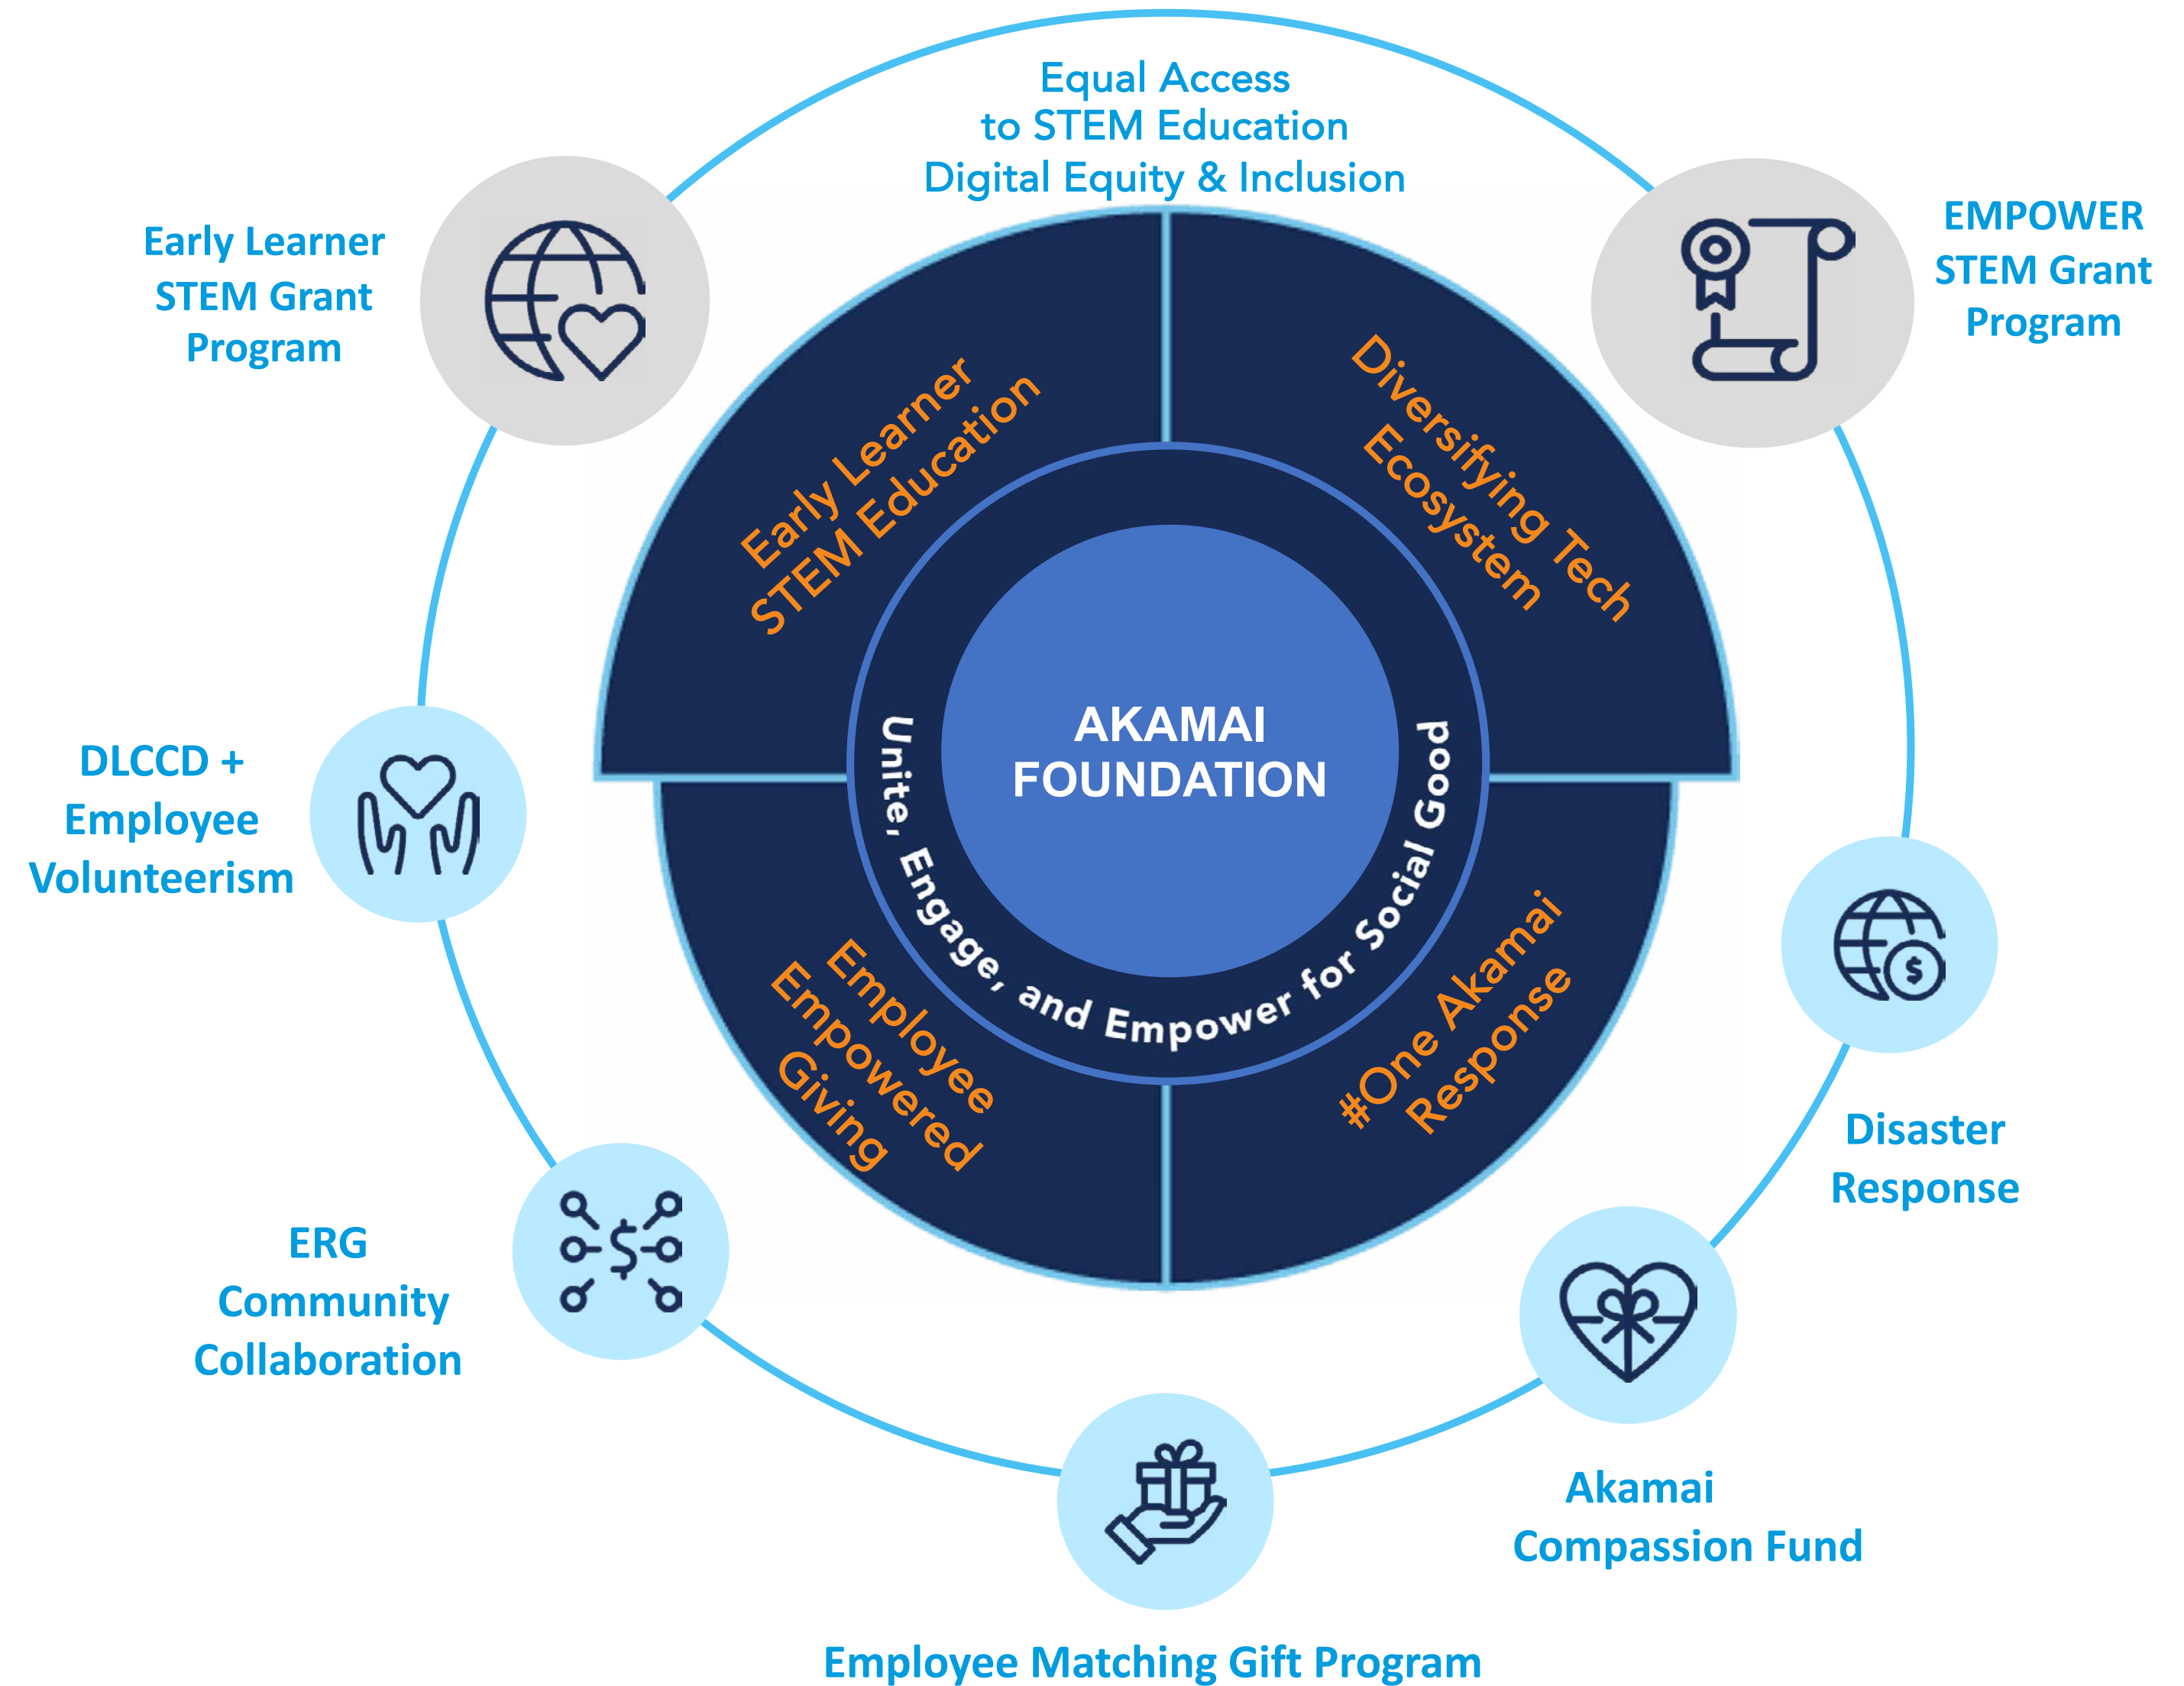 Equal Access
to STEM Education
Digital Equity & Inclusion
Early Learner
STEM Grant
Program
EMPOWER
STEM Grant
Program
Early Learner
STEM Education
Diversifying Tech
Ecosystem
AKAMAI
FOUNDATION
Unite, Engage, and Empower for Social Good
DLCCD +
Employee
Volunteerism
Employee
Empowered
Giving
#One Akamai
Response
Disaster
Response
ERG
Community
Collaboration
$
$
Akamai
Compassion Fund
Employee Matching Gift Program